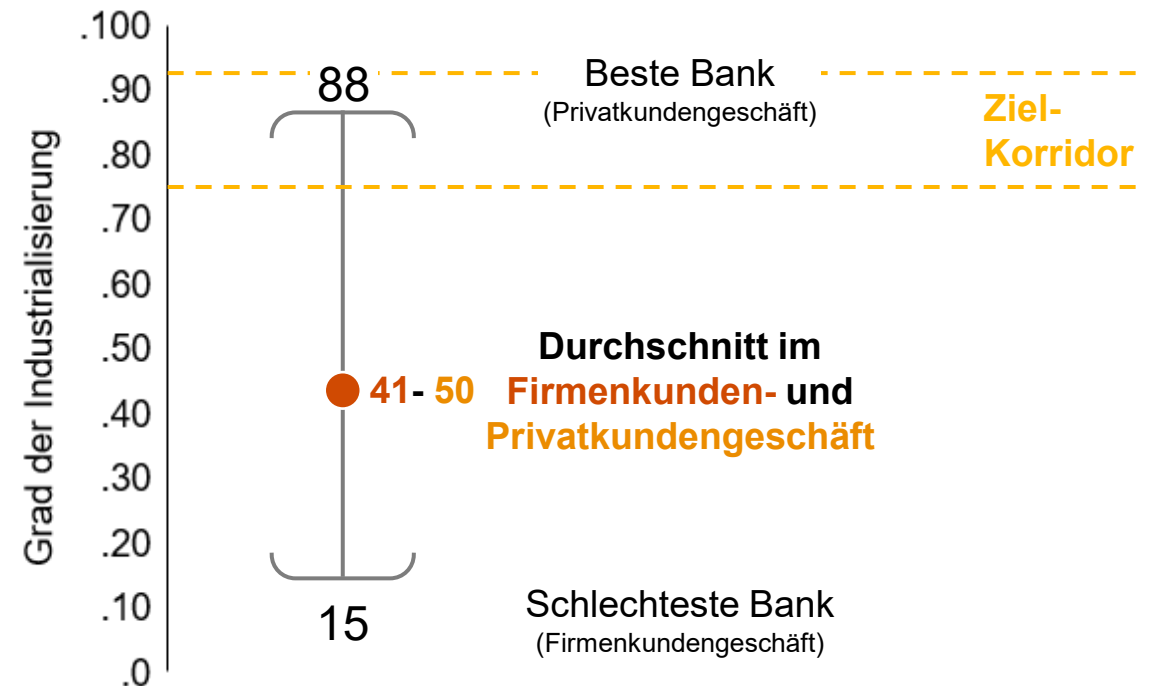 Grad der Industrialisierung
.100
.90
.80
.70
.60
.50
.40
.30
.20
.10
.0
88
Beste Bank
(Privatkundengeschäft)
Ziel-
Korridor
41- 50
Durchschnitt im
Firmenkunden- und
Privatkundengeschäft
15
Schlechteste Bank
(Firmenkundengeschäft)